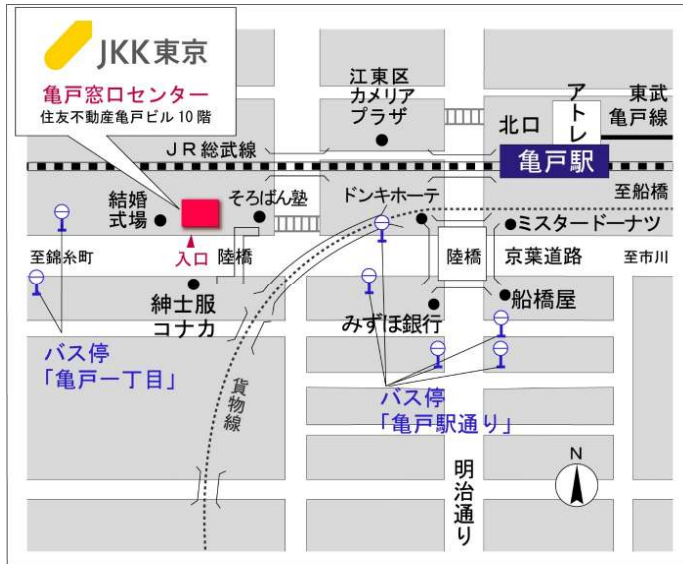 JKK東京
亀戸窓口センター
住友不動産亀戸ビル10階
江東区
カメリア
プラザ
アトレ
東武
亀戸線
北口
亀戸駅
JR総武線
至船橋
結婚
式場
そろばん塾
ドンキホーテ
ミスタードーナツ
至錦糸町
入口
陸橋
陸橋
京葉道路
至市川
紳士服
コナカ
みずほ銀行
船橋屋
バス停
「亀戸一丁目」
貨物線
バス停
「亀戸駅通り」
明治通り
N